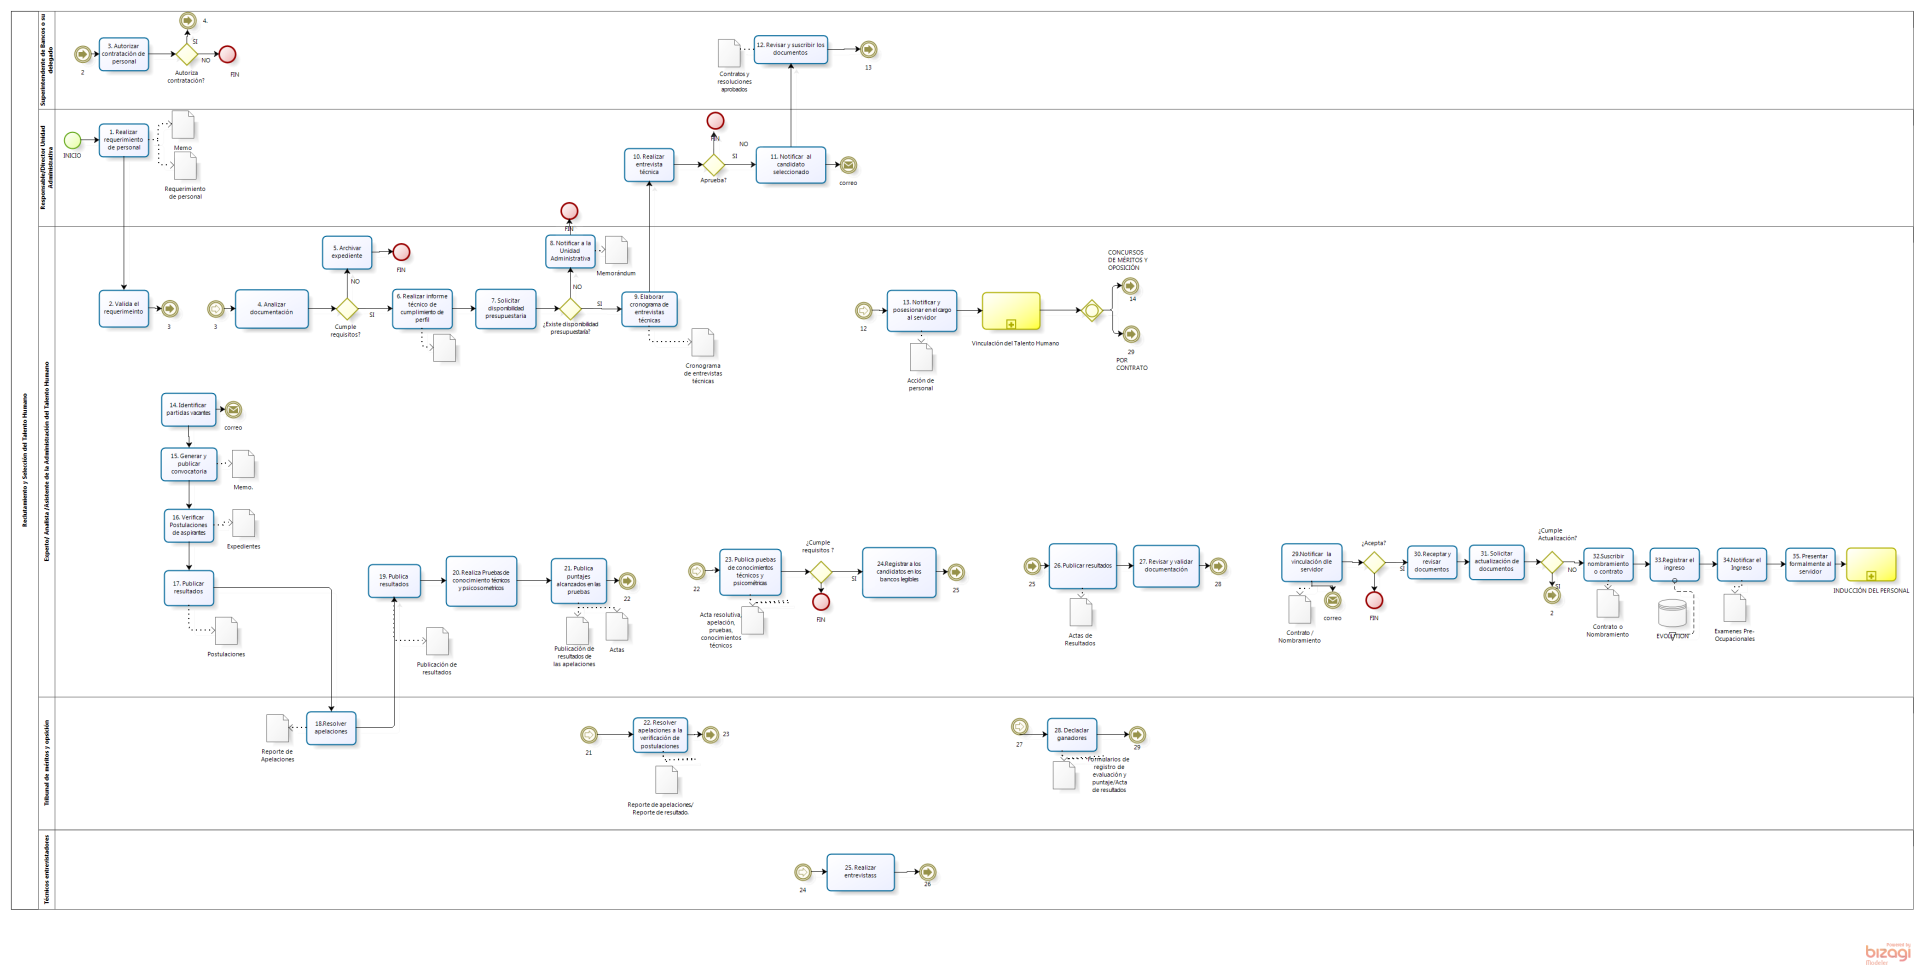 Reclutamiento y Selección del Talento Humano
Superintendente de Bancos o su
delegado
2
3. Autorizar
contratación de
personal
4.
SI
NO
Autoriza
contratación?
FIN
Contratos y
resoluciones
aprobados
12. Revisar y suscribir los
documentos
13
Responsable/Director Unidad
Administrativa
INICIO
1. Realizar
requerimiento
de personal
Memo
Requerimiento
de personal
10. Realizar
entrevista
técnica
FIN
NO
SI
Aprueba?
11. Notificar al
candidato
seleccionado
correo
Experto/ Analista /Asistente de la Administración del Talento Humano
2. Valida el
requerimeinto
3
3
4. Analizar
documentación
5. Archivar
expediente
FIN
NO
SI
Cumple
requisitos?
6. Realizar informe
técnico de
cumplimiento de
perfil
7. Solicitar
disponibilidad
presupuestaria
FIN
8. Notificar a la
Unidad
Administrativa
Memorándum
NO
SI
¿Existe disponibilidad
presupuestaria?
9. Elaborar
cronograma de
entrevistas
técnicas
Cronograma
de entrevistas
técnicas
12
13. Notificar y
posesionar en el cargo
al servidor
Acción de
personal
Vinculación del Talento Humano
CONCURSOS
DE MÉRITOS Y
OPOSICIÓN
14
29
POR
CONTRATO
14. Identificar
partidas vacantes
correo
15. Generar y
publicar
convocatoria
Memo.
16. Verificar
Postulaciones
de aspirantes
Expedientes
17. Publicar
resultados
Postulaciones
19. Publica
resultados
Publicación de
resultados
20. Realiza Pruebas de
conocimiento técnicos
y psicosométricos
21. Publica
puntajes
alcanzados en las
pruebas
22
Publicación de
resultados de
las apelaciones
Actas
22
23. Publica puebas
de conocimientos
técnicos y
psicométricas
Acta resolutiva,
apelación,
pruebas,
conocimientos
técnicos
¿Cumple
requisitos ?
SI
FIN
24.Registrar a los
candidatos en los
bancos legibles
25
25
26.Publicar resultados
Actas de
Resultados
27. Revisar y validar
documentación
28
29.Notificar la
vinculación dle
servidor
Contrato /
Nombramiento
correo
¿Acepta?
SI
FIN
30.Receptar y
revisar
documentos
31. Solicitar
actualización de
documentos
¿Cumple
Actualización?
NO
SI
2
32.Suscribir
nombramiento
o contrato
Contrato o
Nombramiento
33.Registrar el
ingreso
EVOLUTION
34.Notificar el
Ingreso
Examenes Pre-
Ocupacionales
35. Presentar
formalmente al
servidor
INDUCCIÓN DEL PERSONAL
Tribunal de méritos y oposición
Reporte de
Apelaciones
18.Resolver
apelaciones
21
22. Resolver
apelaciones a la
verificación de
postulaciones
23
Reporte de apelaciones/
Reporte de resultado.
27
28. Declaclar
ganadores
29
Formularios de
registro de
evaluación y
puntaje/Acta
de resultados
Técnicos entrevistadores
24
25. Realizar
entrevistass
26
Powered by
bizagi
Modeler